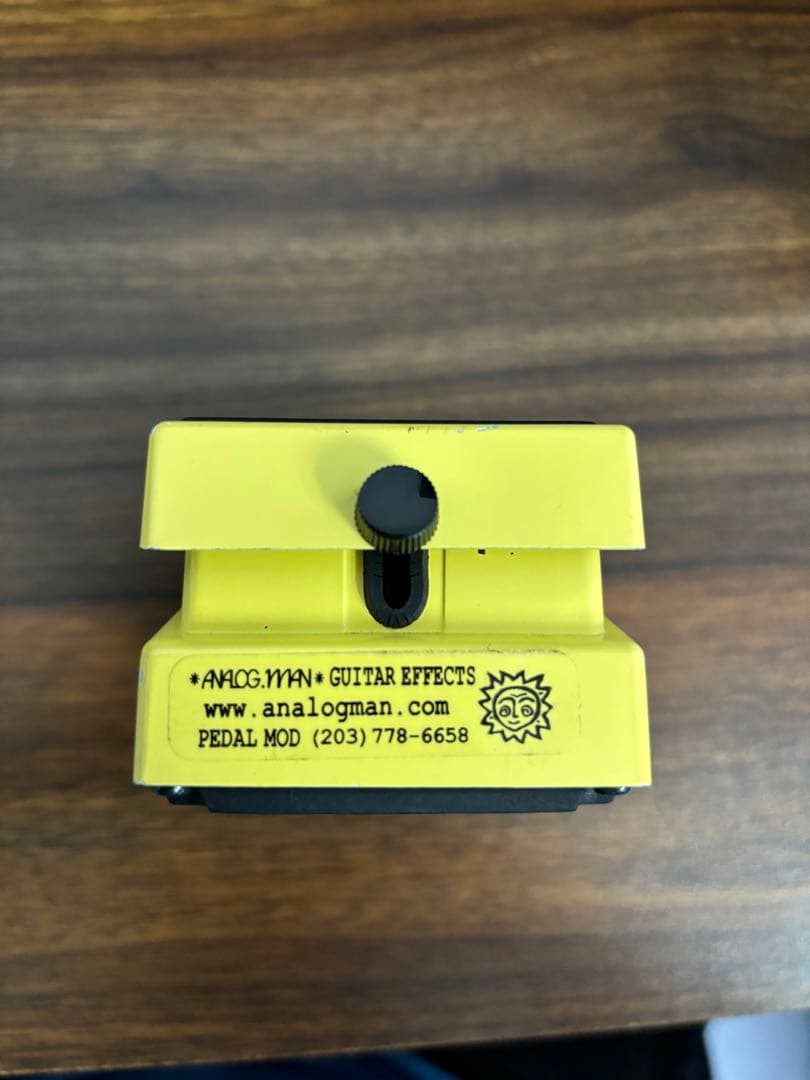 *ANALOG.MAN* GUITAR EFFECTS
www.analogman.com
PEDAL MOD (203) 778-6658